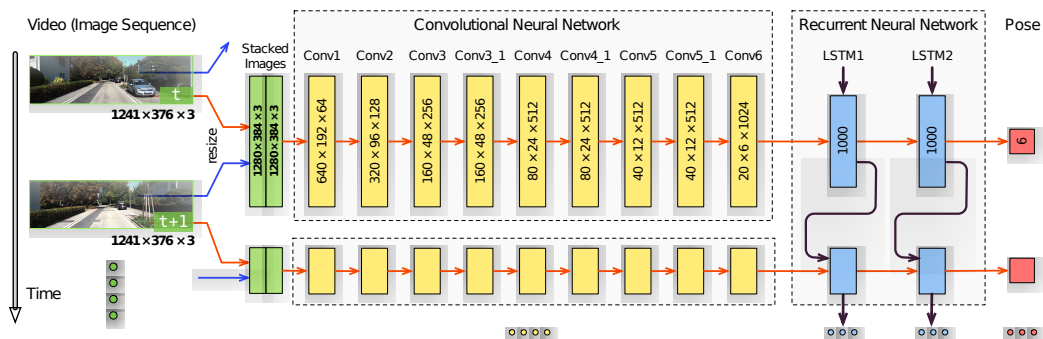 Video (Image Sequence)
Convolutional Neural Network
Recurrent Neural Network
Pose
Stacked
Images
Conv1
Conv2
Conv3
Conv3_1
Conv4
Conv4_1
Conv5
Conv5_1
Conv6
LSTM1
LSTM2
t
1241×376×3
resize
1280×384×3
1280×384×3
640×192×64
320×96×128
160×48×256
160×48×256
80×24×512
80×24×512
40×12×512
40×12×512
20×6×1024
1000
1000
6
t+1
1241×376×3
Time